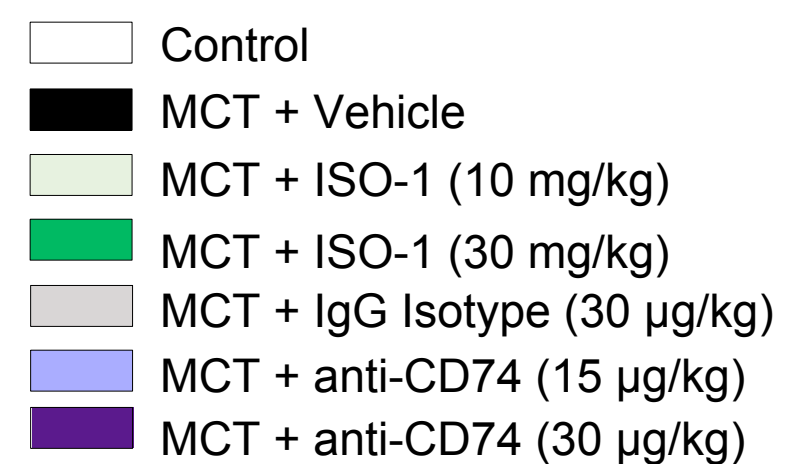 Control
MCT + Vehicle
MCT + ISO-1 (10 mg/kg)
MCT + ISO-1 (30 mg/kg)
MCT + IgG Isotype (30 µg/kg)
MCT + anti-CD74 (15 µg/kg)
MCT + anti-CD74 (30 µg/kg)